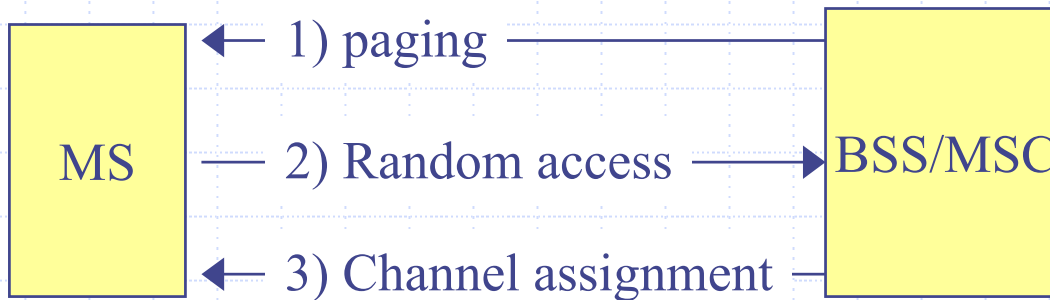 1) paging
MS
2) Random access
BSS/MSC
3) Channel assignment